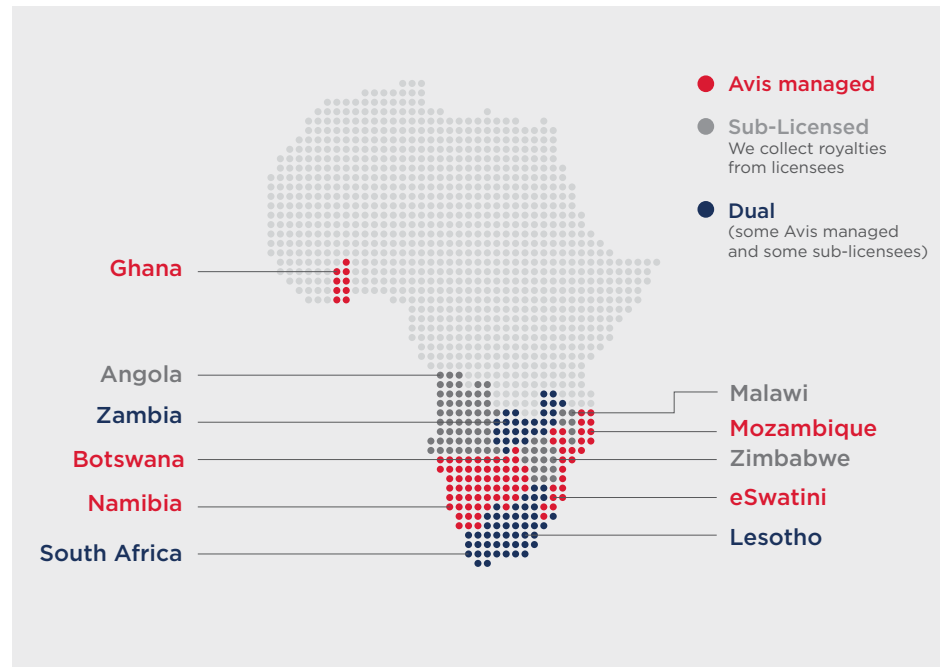 Avis managed
Sub-Licensed
We collect royalties
from licensees
Dual
(some Avis managed
and some sub-licensees)
Ghana
Angola
Zambia
Botswana
Namibia
South Africa
Malawi
Mozambique
Zimbabwe
eSwatini
Lesotho